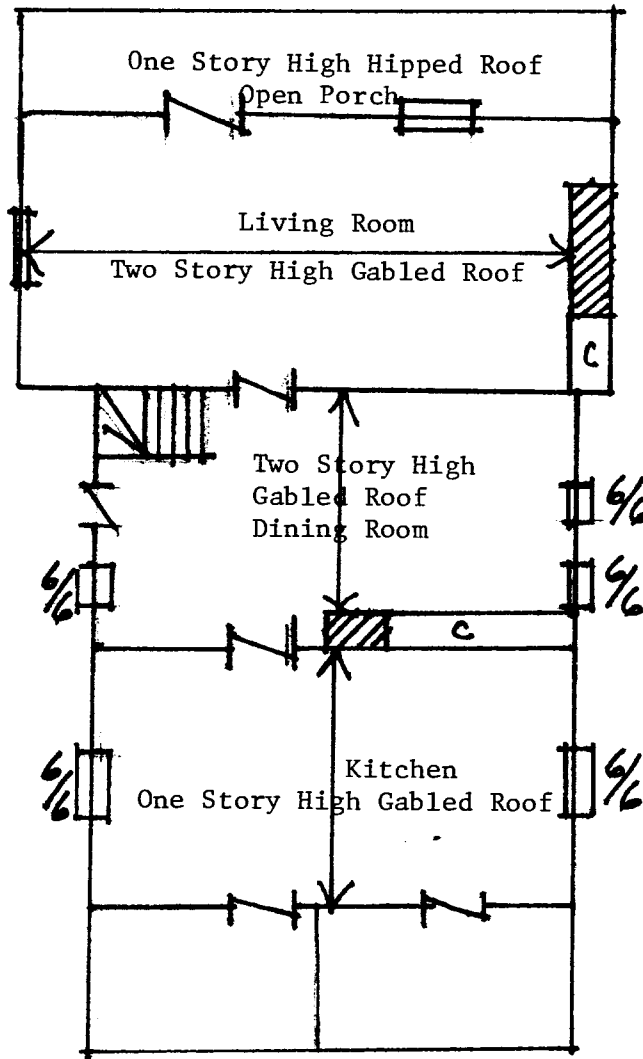 One Story High Hipped Roof
Open Porch
Living Room
Two Story High Gabled Roof
C
Two Story High
Gabled Roof
Dining Room
6/6
6/6
6/6
C
Kitchen
One Story High Gabled Roof
6/6
6/6